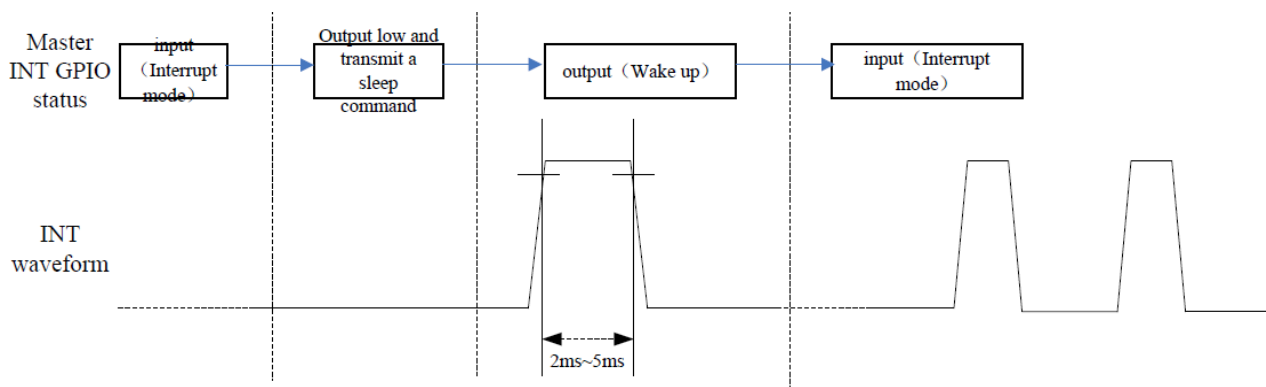 Master
INT GPIO
status
input
（Interrupt
mode）
Output low and
transmit a
sleep
command
output（Wake up）
input（Interrupt
mode）
INT
waveform
2ms~5ms